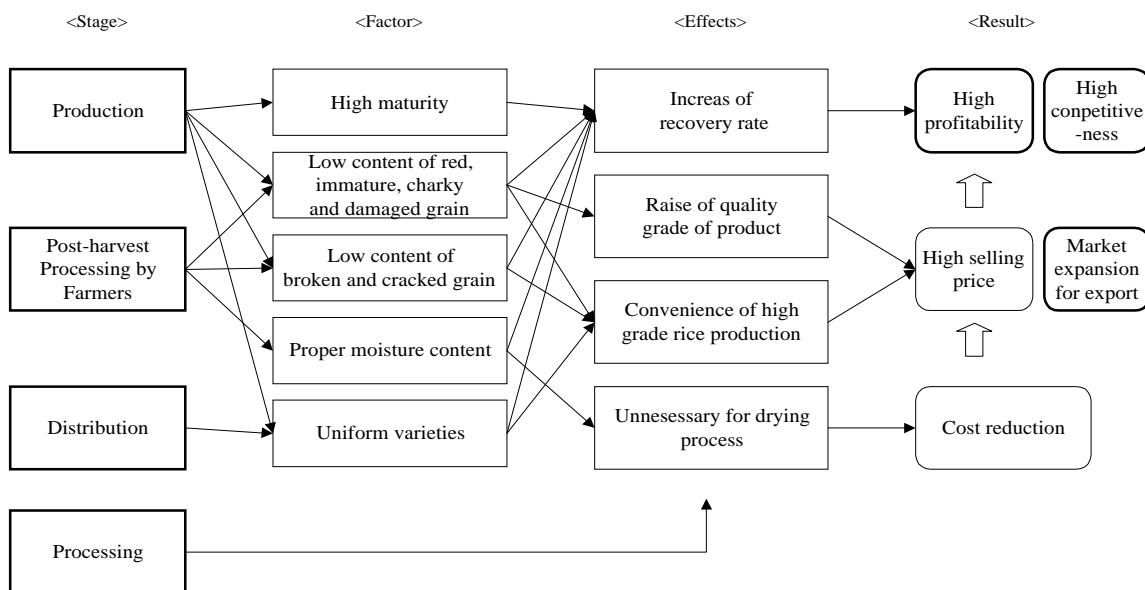 <Stage>
<Factor>
<Effects>
<Result>
Production
High maturity
Increas of
recovery rate
High
profitability
High
conpetitive
-ness
Low content of red,
immature, charky
and damaged grain
Raise of quality
grade of product
Post-harvest
Processing by
Farmers
Low content of
broken and cracked grain
High selling
price
Market
expansion
for export
Convenience of high
grade rice production
Proper moisture content
Distribution
Uniform varieties
Unnesessary for drying
process
Cost reduction
Processing